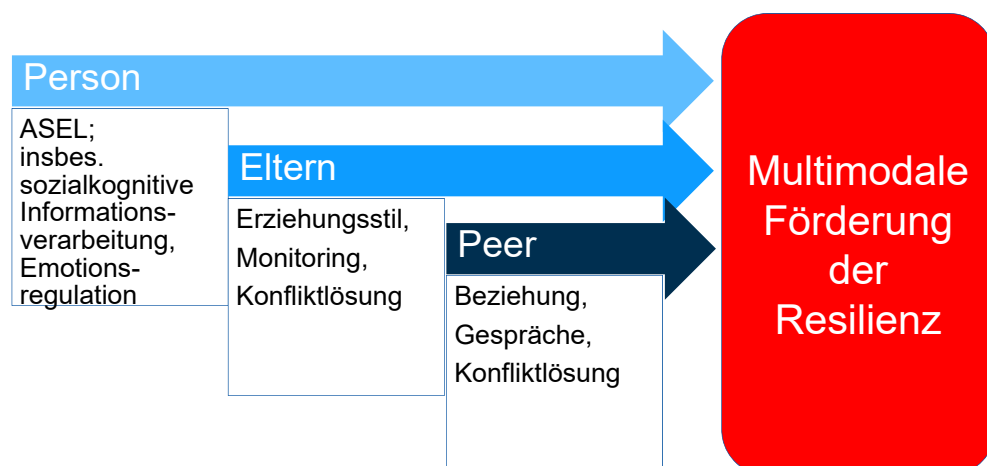 Person
ASEL;
insbes.
sozialkognitive
Informations-
verarbeitung,
Emotions-
regulation
Eltern
Erziehungsstil,
Monitoring,
Konfliktlösung
Peer
Beziehung,
Gespräche,
Konfliktlösung
Multimodale
Förderung
der
Resilienz